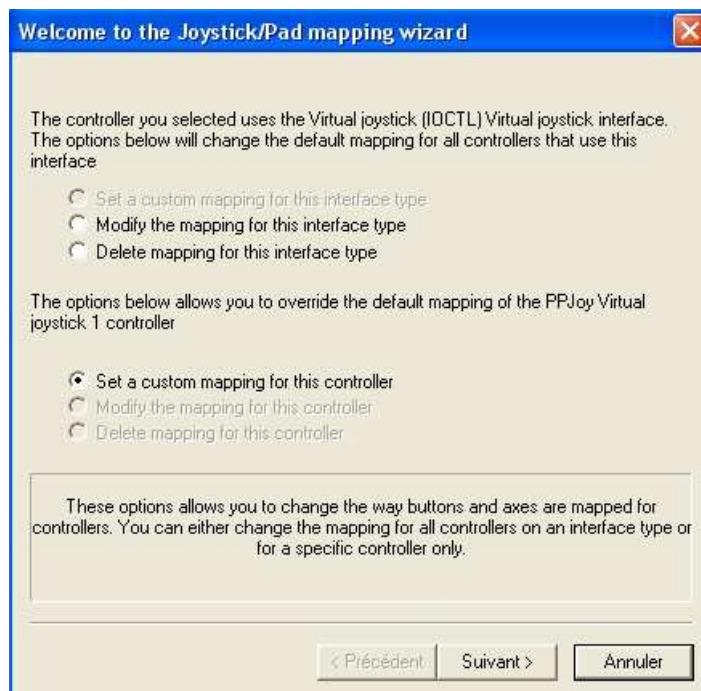 Welcome to the Joystick/Pad mapping wizard
The controller you selected uses the Virtual joystick (IOCTL) Virtual joystick interface.
The options below will change the default mapping for all controllers that use this
interface
Set a custom mapping for this interface type
Modify the mapping for this interface type
Delete mapping for this interface type
The options below allows you to override the default mapping of the PPJoy Virtual
joystick 1 controller
Set a custom mapping for this controller
Modify the mapping for this controller
Delete mapping for this controller
These options allows you to change the way buttons and axes are mapped for
controllers. You can either change the mapping for all controllers on an interface type or
for a specific controller only.
< Précédent Suivant > Annuler